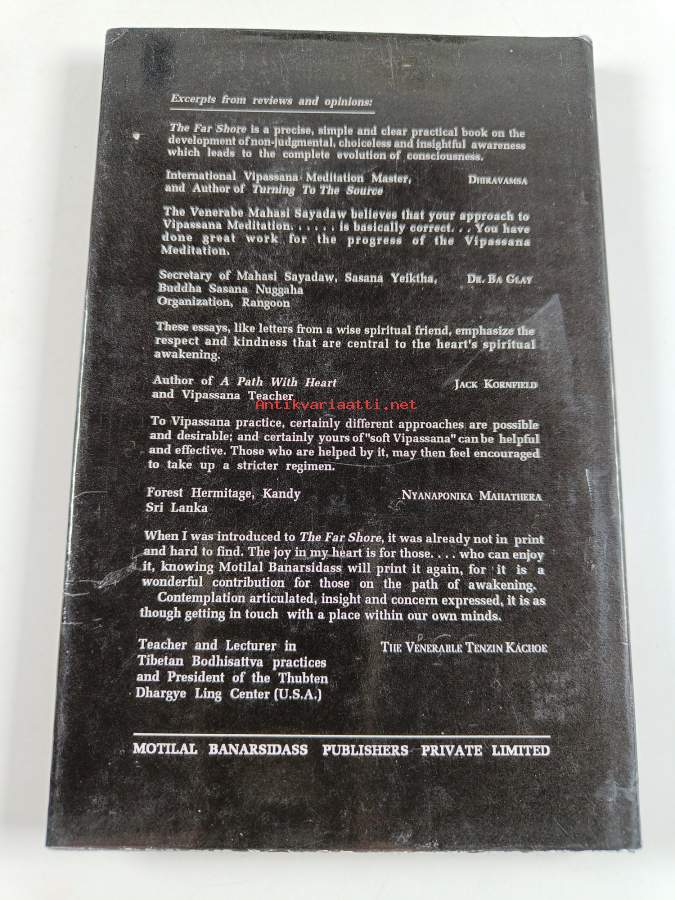 Excerpts from reviews and opinions:
The Far Shore is a precise, simple and clear practical book on the
development of non-judgmental, choiceless and insightful awareness
which leads to the complete evolution of consciousness.
International Vipassana Meditation Master, DHIRAVAMSA
and Author of Turning To The Source
The Venerabe Mahasi Sayadaw believes that your approach to
Vipassana Meditation...... is basically correct... You have
done great work for the progress of the Vipassana
Meditation.
Secretary of Mahasi Sayadaw, Sasana Yeiktha, DR. BA GLAY
Buddha Sasana Nuggaha
Organization, Rangoon
These essays, like letters from a wise spiritual friend, emphasize the
respect and kindness that are central to the heart's spiritual
awakening.
Author of A Path With Heart JACK KORNFIELD
and Vipassana Teacher
Antikvariaatti.net
To Vipassana practice, certainly different approaches are possible
and desirable; and certainly yours of "soft Vipassana" can be helpful
and effective. Those who are helped by it, may then feel encouraged
to take up a stricter regimen.
Forest Hermitage, Kandy NYANAPONIKA MAHATHERA
Sri Lanka
When I was introduced to The Far Shore, it was already not in print
and hard to find. The joy in my heart is for those.... who can enjoy
it, knowing Motilal Banarsidass will print it again, for it is a
wonderful contribution for those on the path of awakening.
Contemplation articulated, insight and concern expressed, it is as
though getting in touch with a place within our own minds.
Teacher and Lecturer in THE VENERABLE TENZIN KACHOE
Tibetan Bodhisattva practices
and President of the Thubten
Dhargye Ling Center (U.S.A.)
MOTILAL BANARSIDASS PUBLISHERS PRIVATE LIMITED